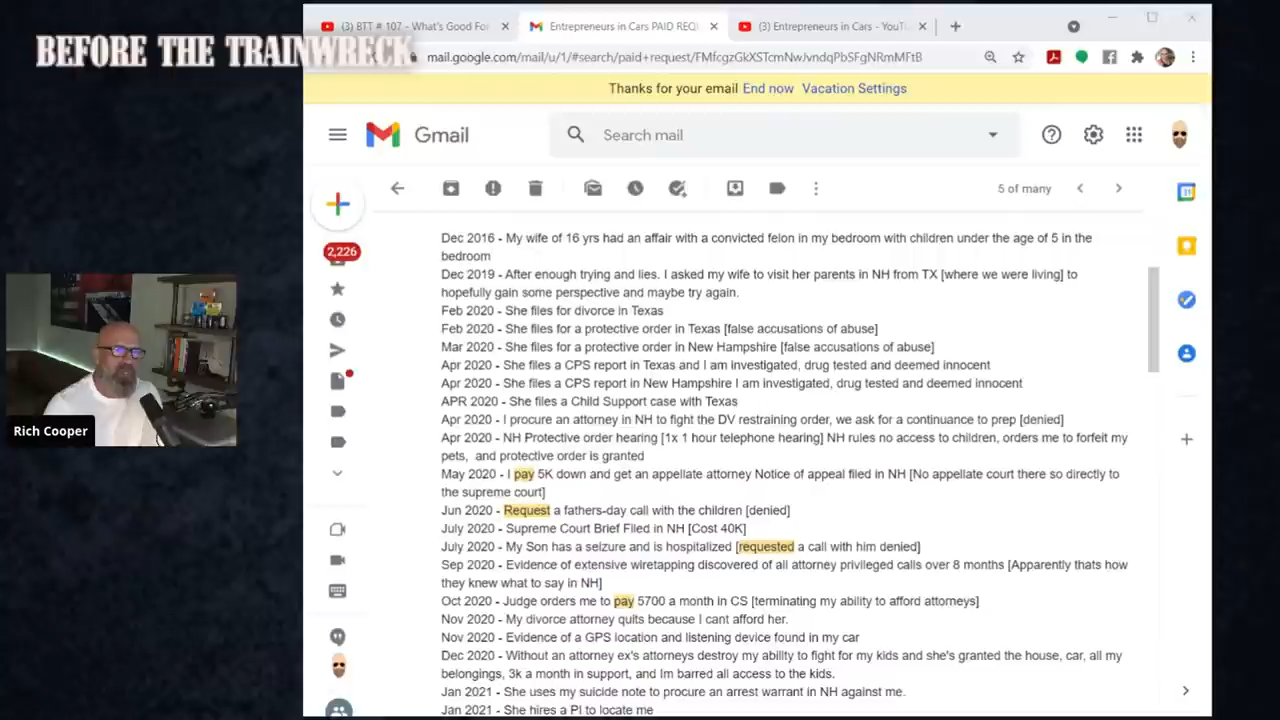 BEFORE THE TRAINWRECK
(3) BTT # 107 - What's Good For
Entrepreneurs in Cars PAID REQ
(3) Entrepreneurs in Cars - YouT
mail.google.com/mail/u/1/#search/paid+request/FMfcgzGkXSTcmNwJvndqPbSFgNRmMFtB
Thanks for your email End now Vacation Settings
Gmail
Search mail
5 of many
2,226
Dec 2016 - My wife of 16 yrs had an affair with a convicted felon in my bedroom with children under the age of 5 in the
bedroom
Dec 2019 - After enough trying and lies. I asked my wife to visit her parents in NH from TX [where we were living] to
hopefully gain some perspective and maybe try again.
Feb 2020 - She files for divorce in Texas
Feb 2020 - She files for a protective order in Texas [false accusations of abuse]
Mar 2020 - She files for a protective order in New Hampshire [false accusations of abuse]
Apr 2020 - She files a CPS report in Texas and I am investigated, drug tested and deemed innocent
Apr 2020 - She files a CPS report in New Hampshire I am investigated, drug tested and deemed innocent
APR 2020 - She files a Child Support case with Texas
Apr 2020 - I procure an attorney in NH to fight the DV restraining order, we ask for a continuance to prep [denied]
Apr 2020 - NH Protective order hearing [1x 1 hour telephone hearing] NH rules no access to children, orders me to forfeit my
pets, and protective order is granted
May 2020 - I pay 5K down and get an appellate attorney Notice of appeal filed in NH [No appellate court there so directly to
the supreme court]
Jun 2020 - Request a fathers-day call with the children [denied]
July 2020 - Supreme Court Brief Filed in NH [Cost 40K]
July 2020 - My Son has a seizure and is hospitalized [requested a call with him denied]
Sep 2020 - Evidence of extensive wiretapping discovered of all attorney privileged calls over 8 months [Apparently thats how
they knew what to say in NH]
Oct 2020 - Judge orders me to pay 5700 a month in CS [terminating my ability to afford attorneys]
Nov 2020 - My divorce attorney quits because I cant afford her.
Nov 2020 - Evidence of a GPS location and listening device found in my car
Dec 2020 - Without an attorney ex's attorneys destroy my ability to fight for my kids and she's granted the house, car, all my
belongings, 3k a month in support, and Im barred all access to the kids.
Jan 2021 - She uses my suicide note to procure an arrest warrant in NH against me.
Jan 2021 - She hires a PI to locate me
Rich Cooper